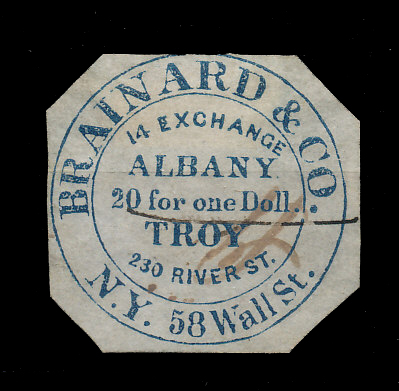 BRAINARD & CO.
14 EXCHANGE
ALBANY
20 for one Doll..
TROY
230 RIVER ST.
N.Y. 58 Wall St.